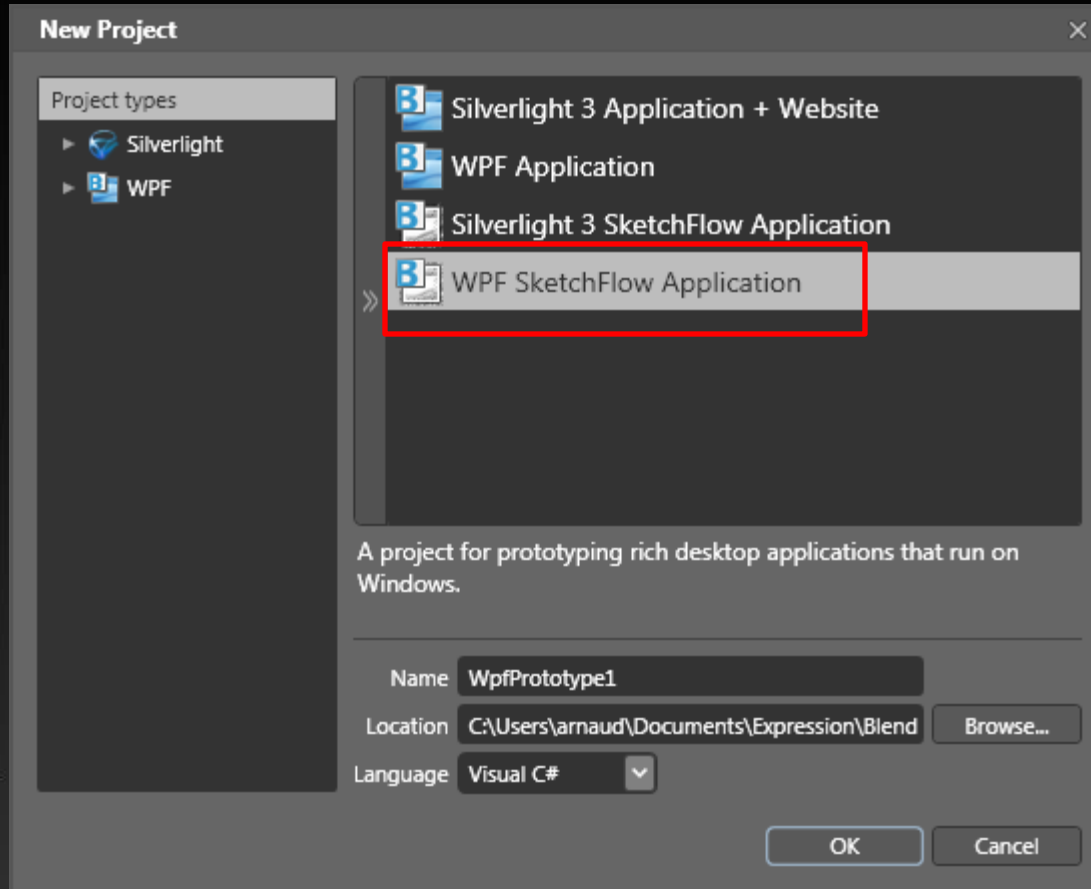 New Project
Project types
Silverlight
WPF
Silverlight 3 Application + Website
WPF Application
Silverlight 3 SketchFlow Application
WPF SketchFlow Application
A project for prototyping rich desktop applications that run on
Windows.
Name WpfPrototype1
Location C:\Users\arnaud\Documents\Expression\Blend Browse...
Language Visual C#
OK Cancel